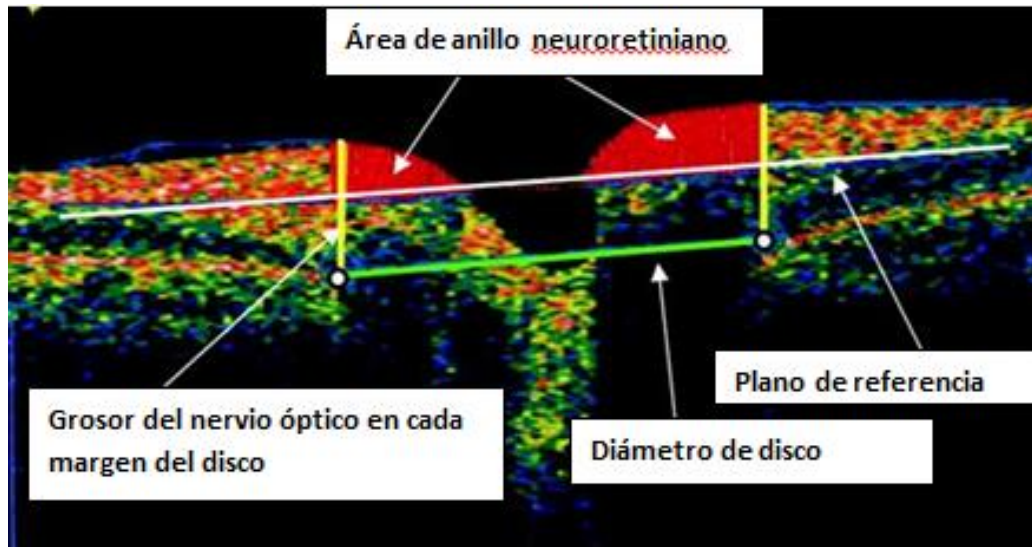 Área de anillo neuroretiniano
Plano de referencia
Grosor del nervio óptico en cada
margen del disco
Diámetro de disco